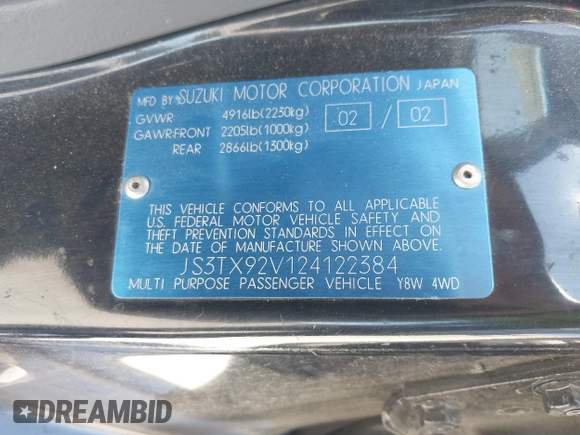 MFD BY SUZUKI MOTOR CORPORATION JAPAN
GVWR 4916lb(2230kg) .02 / 02
GAWR:FRONT 2205lb(1000kg)
REAR 2866lb(1300kg)
THIS VEHICLE CONFORMS TO ALL APPLICABLE
U.S. FEDERAL MOTOR VEHICLE SAFETY AND
THEFT PREVENTION STANDARDS IN EFFECT ON
THE DATE OF MANUFACTURE SHOWN ABOVE.
JS3TX92V124122384
MULTI PURPOSE PASSENGER VEHICLE Y8W 4WD
DREAMBID